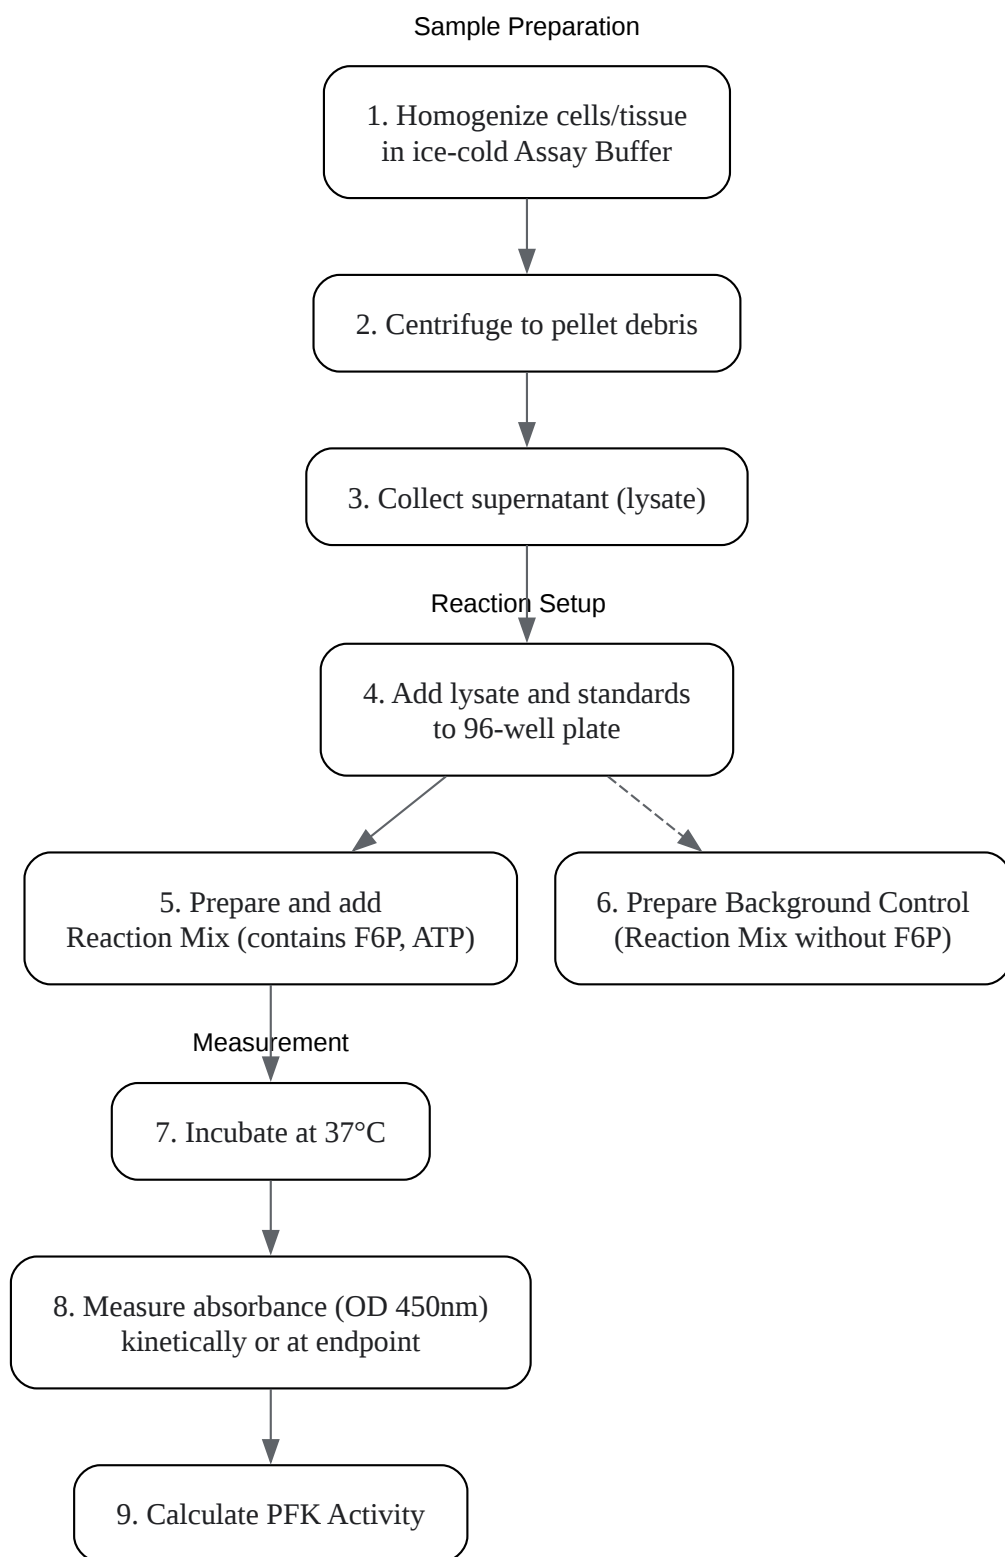 Sample Preparation
1. Homogenize cells/tissue
in ice-cold Assay Buffer
2. Centrifuge to pellet debris
3. Collect supernatant (lysate)
Reaction Setup
4. Add lysate and standards
to 96-well plate
5. Prepare and add
Reaction Mix (contains F6P, ATP)
6. Prepare Background Control
(Reaction Mix without F6P)
Measurement
7. Incubate at 37°C
8. Measure absorbance (OD 450nm)
kinetically or at endpoint
9. Calculate PFK Activity